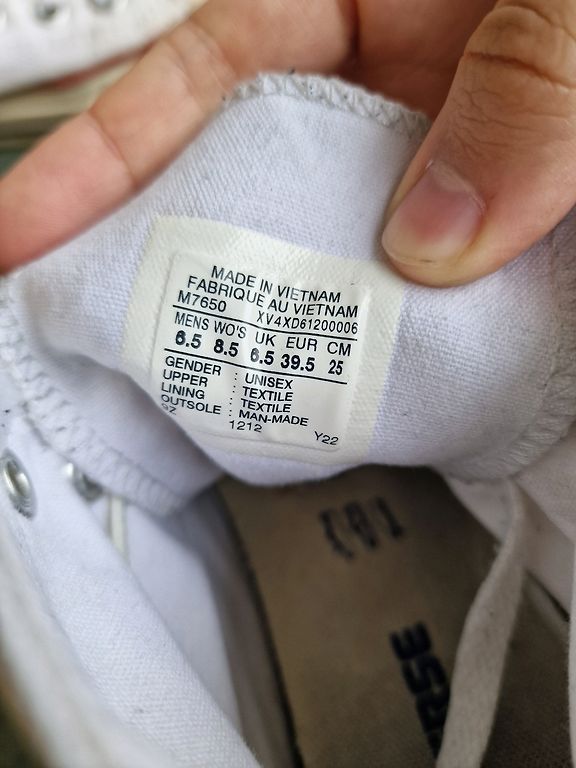 MADE IN VIETNAM
FABRIQUE AU VIETNAM
M7650 XV4XD61200006
MENS WO'S UK EUR CM
6.5 8.5 6.5 39.5 25
GENDER : UNISEX
UPPER : TEXTILE
LINING : TEXTILE
OUTSOLE : MAN-MADE
1212 Y22
RSE